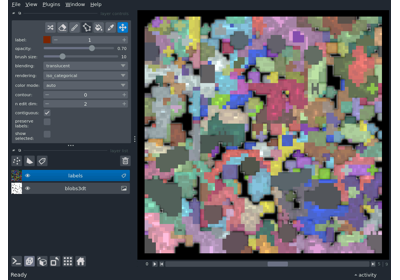 File View Plugins Window Help
label: 1
opacity: 0.70
brush size: 10
blending: translucent
rendering: iso_categorical
color mode: auto
contour: 0
n edit dim: 2
contiguous:
preserve
labels:
show
selected:
labels
blobs3dt
Ready
activity